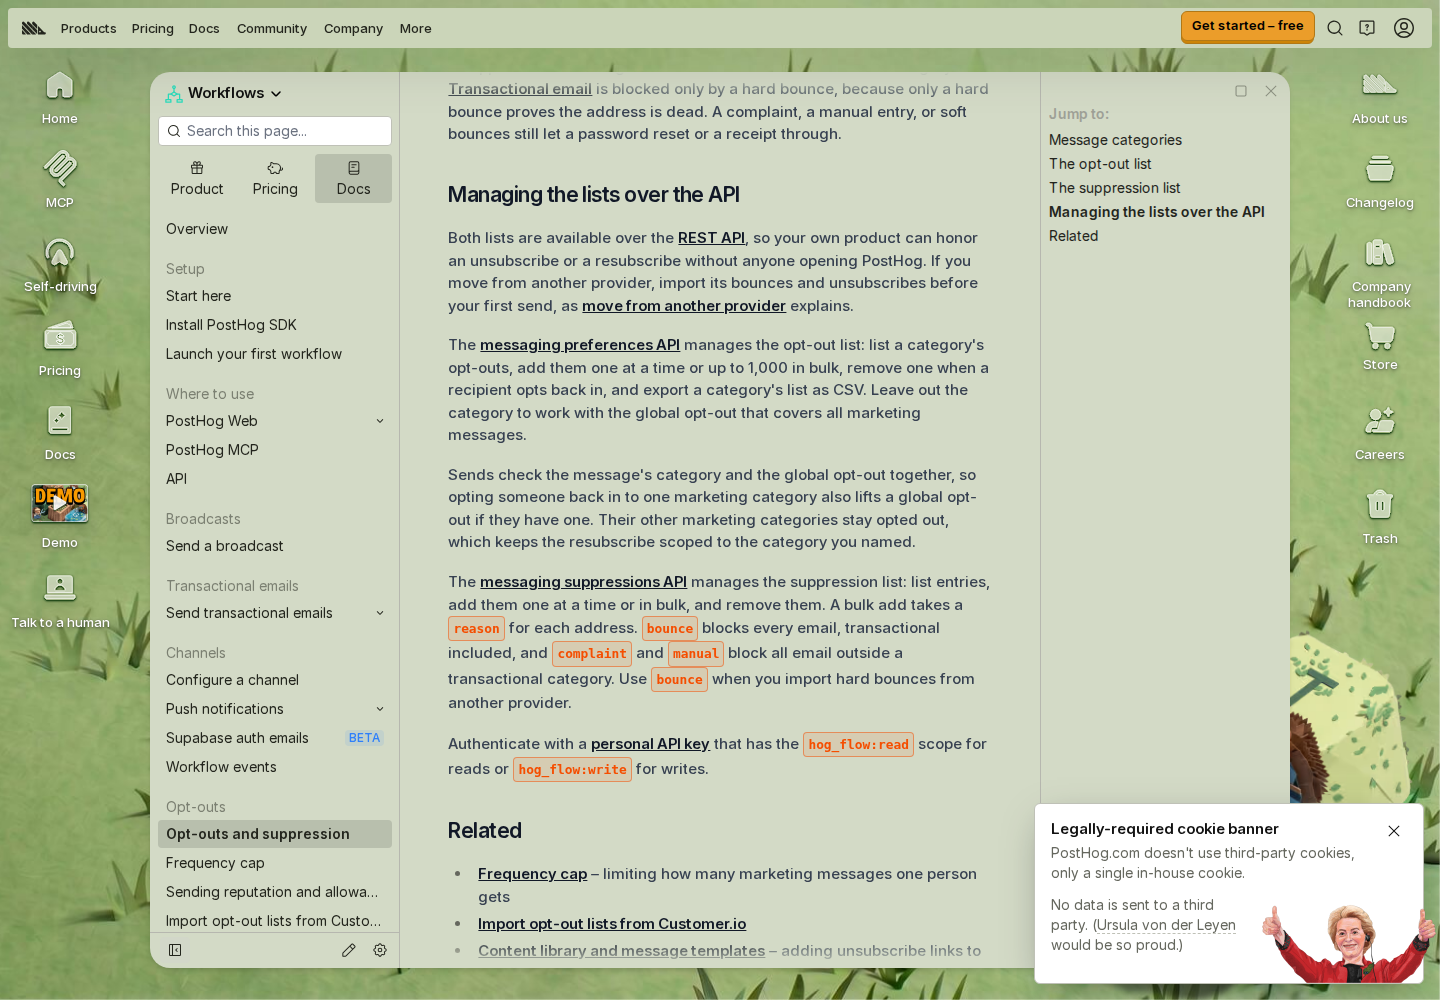 Products Pricing Docs Community Company More
Get started – free
Home
MCP
Self-driving
Pricing
Docs
DEMO
Demo
Talk to a human
Workflows
Search this page...
Product Pricing Docs
Overview
Setup
Start here
Install PostHog SDK
Launch your first workflow
Where to use
PostHog Web
PostHog MCP
API
Broadcasts
Send a broadcast
Transactional emails
Send transactional emails
Channels
Configure a channel
Push notifications
Supabase auth emails BETA
Workflow events
Opt-outs
Opt-outs and suppression
Frequency cap
Sending reputation and allowa...
Import opt-out lists from Custo...
Transactional email is blocked only by a hard bounce, because only a hard
bounce proves the address is dead. A complaint, a manual entry, or soft
bounces still let a password reset or a receipt through.
Managing the lists over the API
Both lists are available over the REST API, so your own product can honor
an unsubscribe or a resubscribe without anyone opening PostHog. If you
move from another provider, import its bounces and unsubscribes before
your first send, as move from another provider explains.
The messaging preferences API manages the opt-out list: list a category's
opt-outs, add them one at a time or up to 1,000 in bulk, remove one when a
recipient opts back in, and export a category's list as CSV. Leave out the
category to work with the global opt-out that covers all marketing
messages.
Sends check the message's category and the global opt-out together, so
opting someone back in to one marketing category also lifts a global opt-
out if they have one. Their other marketing categories stay opted out,
which keeps the resubscribe scoped to the category you named.
The messaging suppressions API manages the suppression list: list entries,
add them one at a time or in bulk, and remove them. A bulk add takes a
reason for each address. bounce blocks every email, transactional
included, and complaint and manual block all email outside a
transactional category. Use bounce when you import hard bounces from
another provider.
Authenticate with a personal API key that has the hog_flow:read scope for
reads or hog_flow:write for writes.
Related
Frequency cap – limiting how many marketing messages one person
gets
Import opt-out lists from Customer.io
Content library and message templates – adding unsubscribe links to
Jump to:
Message categories
The opt-out list
The suppression list
Managing the lists over the API
Related
About us
Changelog
Company
handbook
Store
Careers
Trash
Legally-required cookie banner
PostHog.com doesn't use third-party cookies,
only a single in-house cookie.
No data is sent to a third
party. (Ursula von der Leyen
would be so proud.)